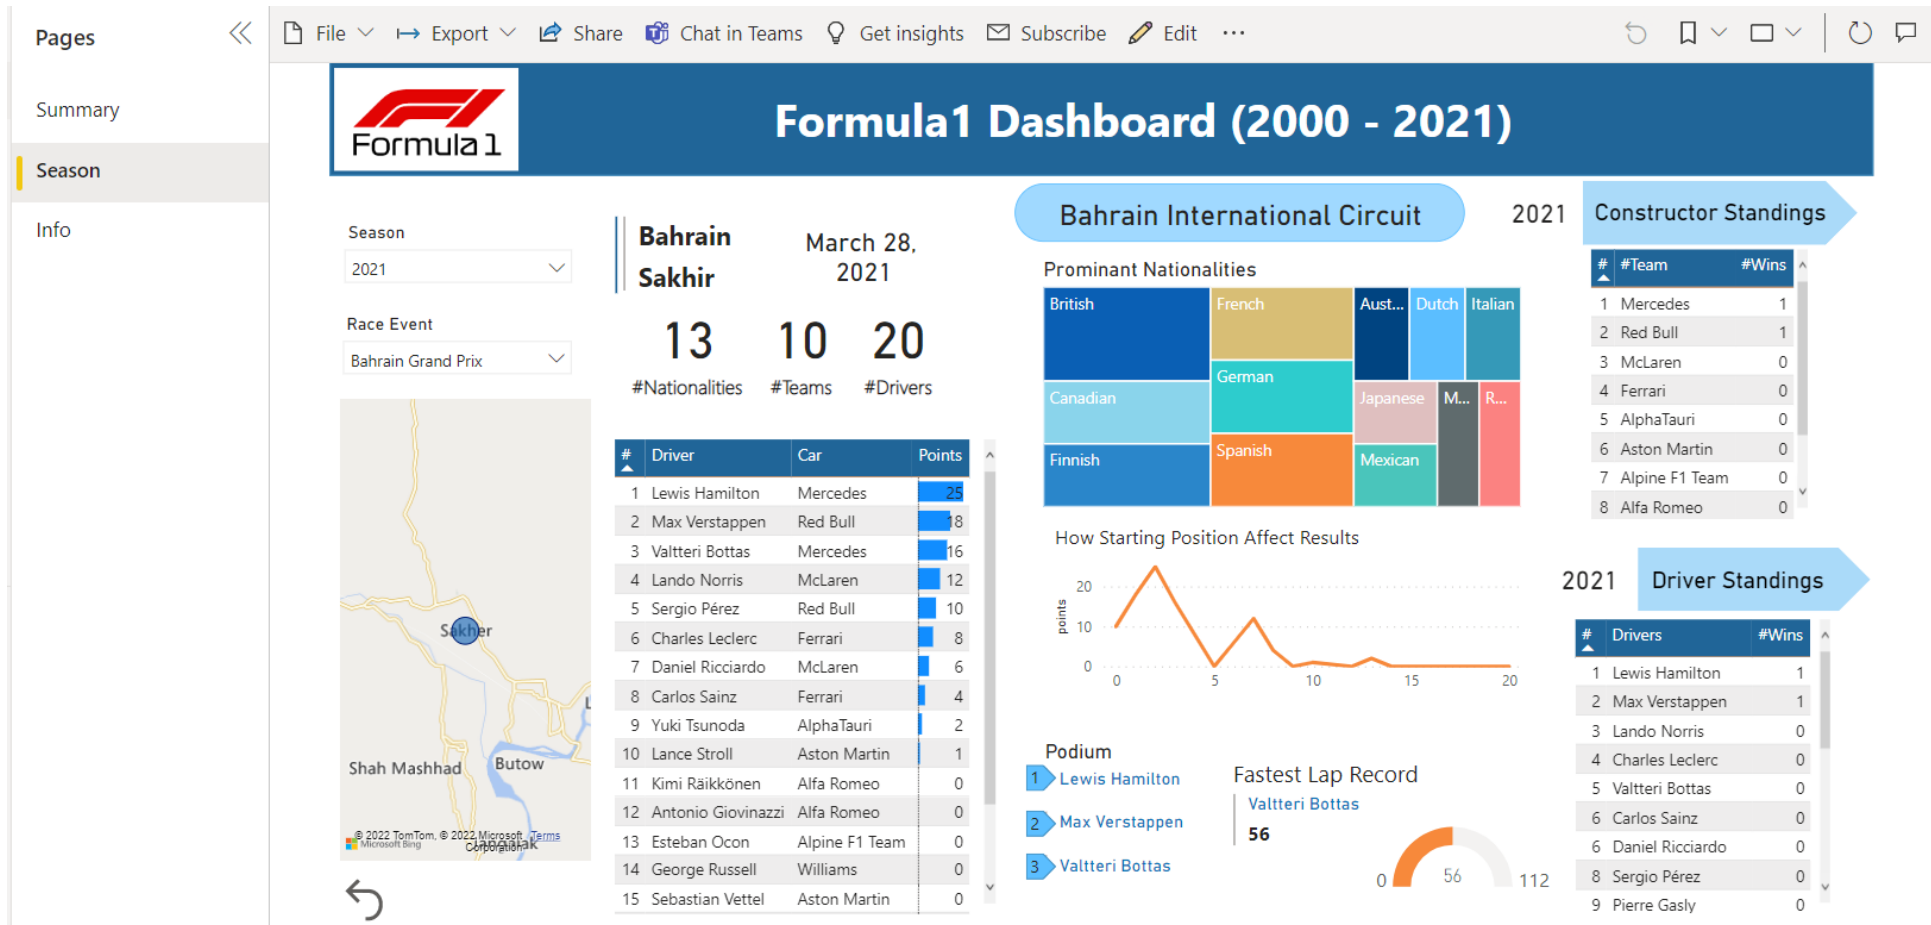 Pages
Summary
Season
Info
File Export Share Chat in Teams Get insights Subscribe Edit ...
Formula 1
Formula1 Dashboard (2000 - 2021)
Season
2021
Race Event
Bahrain Grand Prix
Bahrain
Sakhir
March 28,
2021
13 10 20
#Nationalities #Teams #Drivers
Sakher
Shah Mashhad
Butow
© 2022 TomTom, © 2022 Microsoft Corporation Terms
Microsoft Bing
# Driver Car Points
1 Lewis Hamilton Mercedes 25
2 Max Verstappen Red Bull 18
3 Valtteri Bottas Mercedes 16
4 Lando Norris McLaren 12
5 Sergio Pérez Red Bull 10
6 Charles Leclerc Ferrari 8
7 Daniel Ricciardo McLaren 6
8 Carlos Sainz Ferrari 4
9 Yuki Tsunoda AlphaTauri 2
10 Lance Stroll Aston Martin 1
11 Kimi Räikkönen Alfa Romeo 0
12 Antonio Giovinazzi Alfa Romeo 0
13 Esteban Ocon Alpine F1 Team 0
14 George Russell Williams 0
15 Sebastian Vettel Aston Martin 0
Bahrain International Circuit
Prominant Nationalities
British
French
Aust... Dutch Italian
German
Canadian
Japanese M... R...
Finnish
Spanish
Mexican
How Starting Position Affect Results
points
20
10
0
0 5 10 15 20
Podium
1 Lewis Hamilton
2 Max Verstappen
3 Valtteri Bottas
Fastest Lap Record
Valtteri Bottas
56
0 56 112
2021 Constructor Standings
# #Team #Wins
1 Mercedes 1
2 Red Bull 1
3 McLaren 0
4 Ferrari 0
5 AlphaTauri 0
6 Aston Martin 0
7 Alpine F1 Team 0
8 Alfa Romeo 0
2021 Driver Standings
# Drivers #Wins
1 Lewis Hamilton 1
2 Max Verstappen 1
3 Lando Norris 0
4 Charles Leclerc 0
5 Valtteri Bottas 0
6 Carlos Sainz 0
6 Daniel Ricciardo 0
8 Sergio Pérez 0
9 Pierre Gasly 0